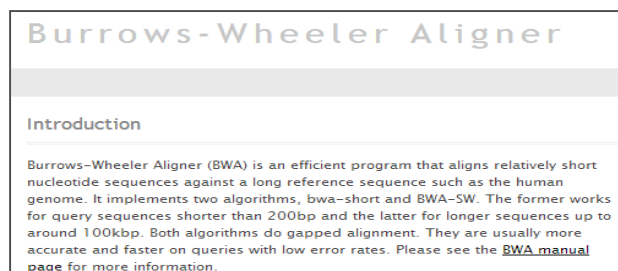 Burrows-Wheeler Aligner
Introduction
Burrows-Wheeler Aligner (BWA) is an efficient program that aligns relatively short
nucleotide sequences against a long reference sequence such as the human
genome. It implements two algorithms, bwa-short and BWA-SW. The former works
for query sequences shorter than 200bp and the latter for longer sequences up to
around 100kbp. Both algorithms do gapped alignment. They are usually more
accurate and faster on queries with low error rates. Please see the BWA manual
page for more information.